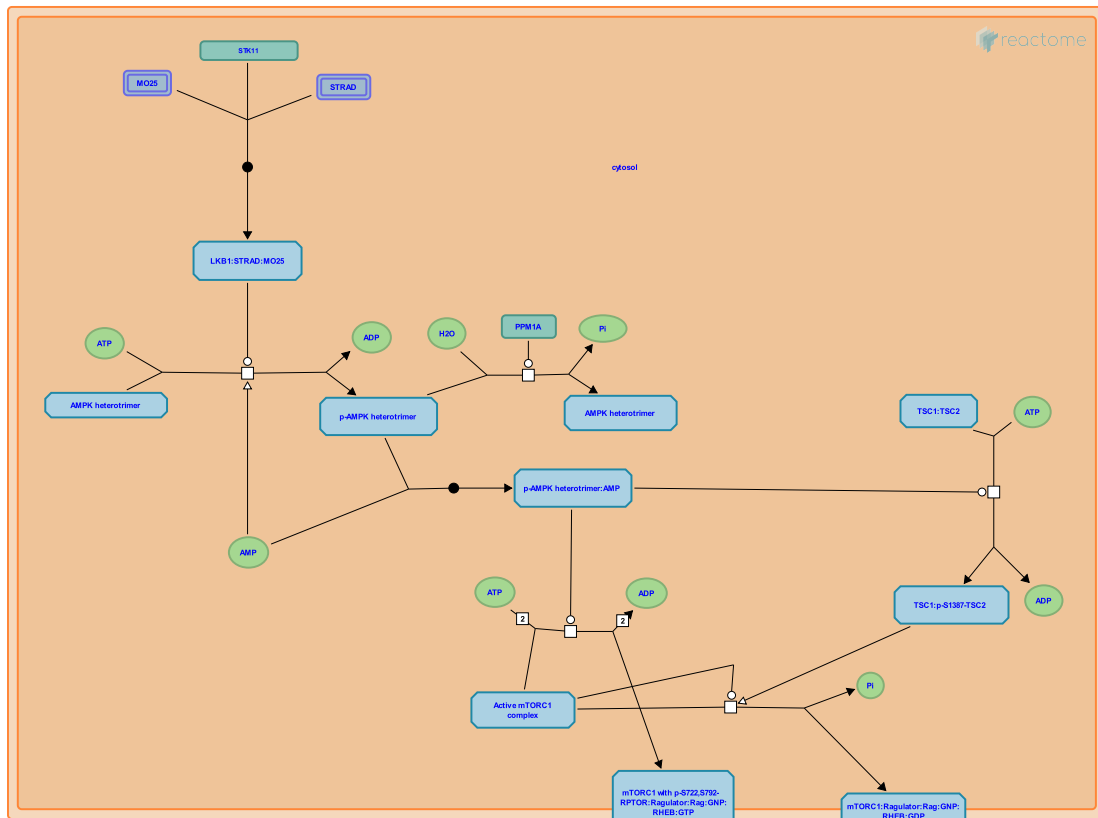 reactome
STK11
MO25
STRAD
cytosol
LKB1:STRAD:MO25
ATP
ADP
H2O
PPM1A
Pi
AMPK heterotrimer
p-AMPK heterotrimer
AMPK heterotrimer
TSC1:TSC2
ATP
p-AMPK heterotrimer:AMP
AMP
ATP
ADP
2
2
TSC1:p-S1387-TSC2
ADP
Active mTORC1
complex
Pi
mTORC1 with p-S722,S792-
RPTOR:Ragulator:Rag:GNP:
RHEB:GTP
mTORC1:Ragulator:Rag:GNP:
RHEB:GDP